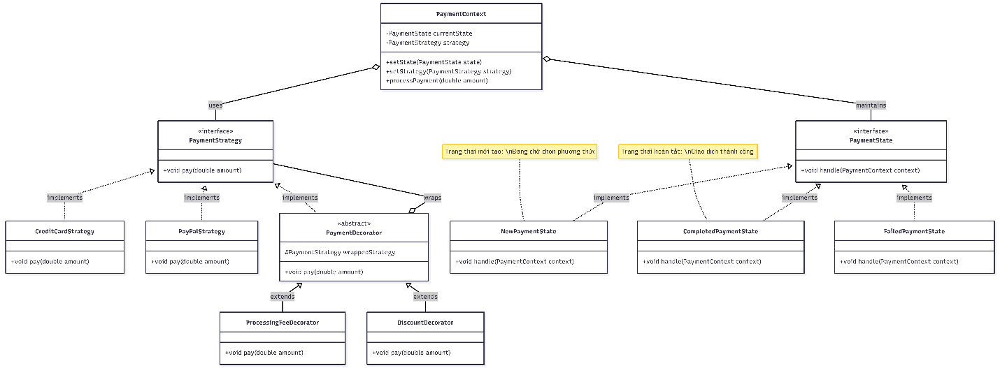 PaymentContext
-PaymentState currentState
-PaymentStrategy strategy
+setState(PaymentState state)
+setStrategy(PaymentStrategy strategy)
+processPayment(double amount)
uses
maintains
«interface»
PaymentStrategy
+void pay(double amount)
«interface»
PaymentState
+void handle(PaymentContext context)
Trạng thái mới tạo: \nĐang chờ chọn phương thức
Trạng thái hoàn tất: \nGiao dịch thành công
implements
implements
implements
wraps
implements
implements
implements
CreditCardStrategy
+void pay(double amount)
PayPalStrategy
+void pay(double amount)
«abstract»
PaymentDecorator
#PaymentStrategy wrappedStrategy
+void pay(double amount)
NewPaymentState
+void handle(PaymentContext context)
CompletedPaymentState
+void handle(PaymentContext context)
FailedPaymentState
+void handle(PaymentContext context)
extends
extends
ProcessingFeeDecorator
+void pay(double amount)
DiscountDecorator
+void pay(double amount)